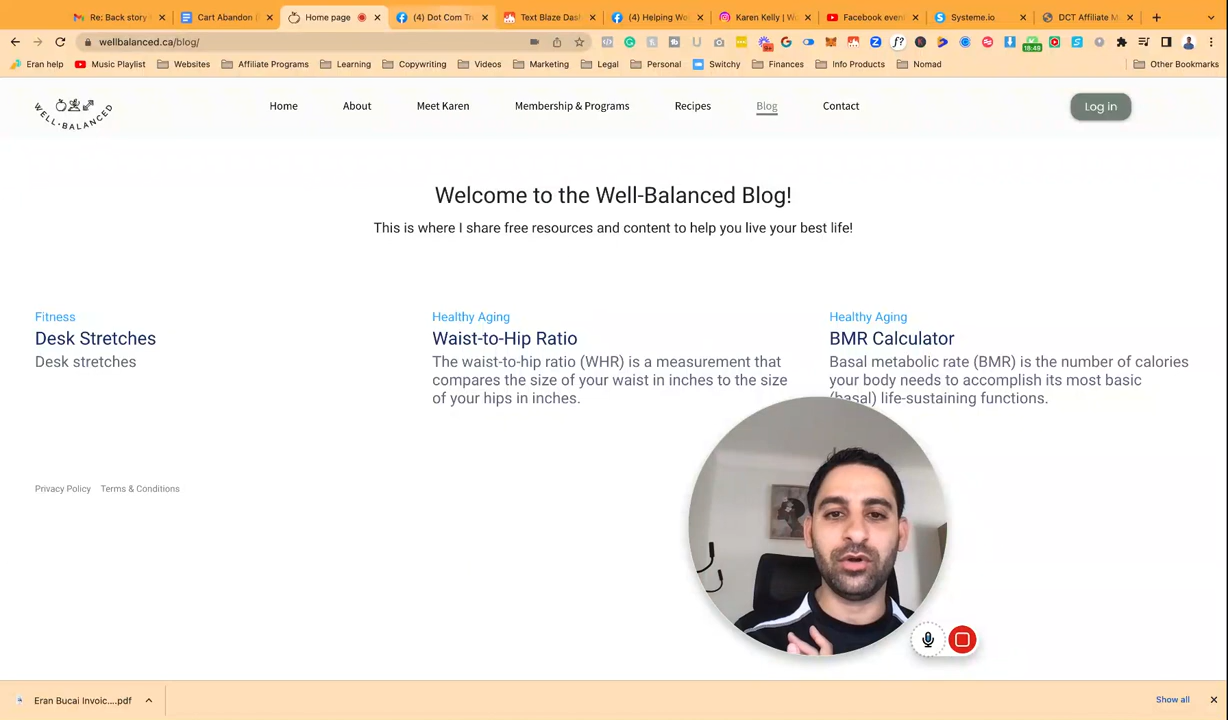 Re: Back story
Cart Abandon
Home page
(4) Dot Com Tr
Text Blaze Das
(4) Helping Wo
Karen Kelly | W
Facebook even
Systeme.io
DCT Affiliate M
wellbalanced.ca/blog/
Eran help
Music Playlist
Websites
Affiliate Programs
Learning
Copywriting
Videos
Marketing
Legal
Personal
Switchy
Finances
Info Products
Nomad
Other Bookmarks
WELL•BALANCED
Home
About
Meet Karen
Membership & Programs
Recipes
Blog
Contact
Log in
Welcome to the Well-Balanced Blog!
This is where I share free resources and content to help you live your best life!
Fitness
Desk Stretches
Desk stretches
Healthy Aging
Waist-to-Hip Ratio
The waist-to-hip ratio (WHR) is a measurement that
compares the size of your waist in inches to the size
of your hips in inches.
Healthy Aging
BMR Calculator
Basal metabolic rate (BMR) is the number of calories
your body needs to accomplish its most basic
(basal) life-sustaining functions.
Privacy Policy
Terms & Conditions
Eran Bucai Invoic....pdf
Show all